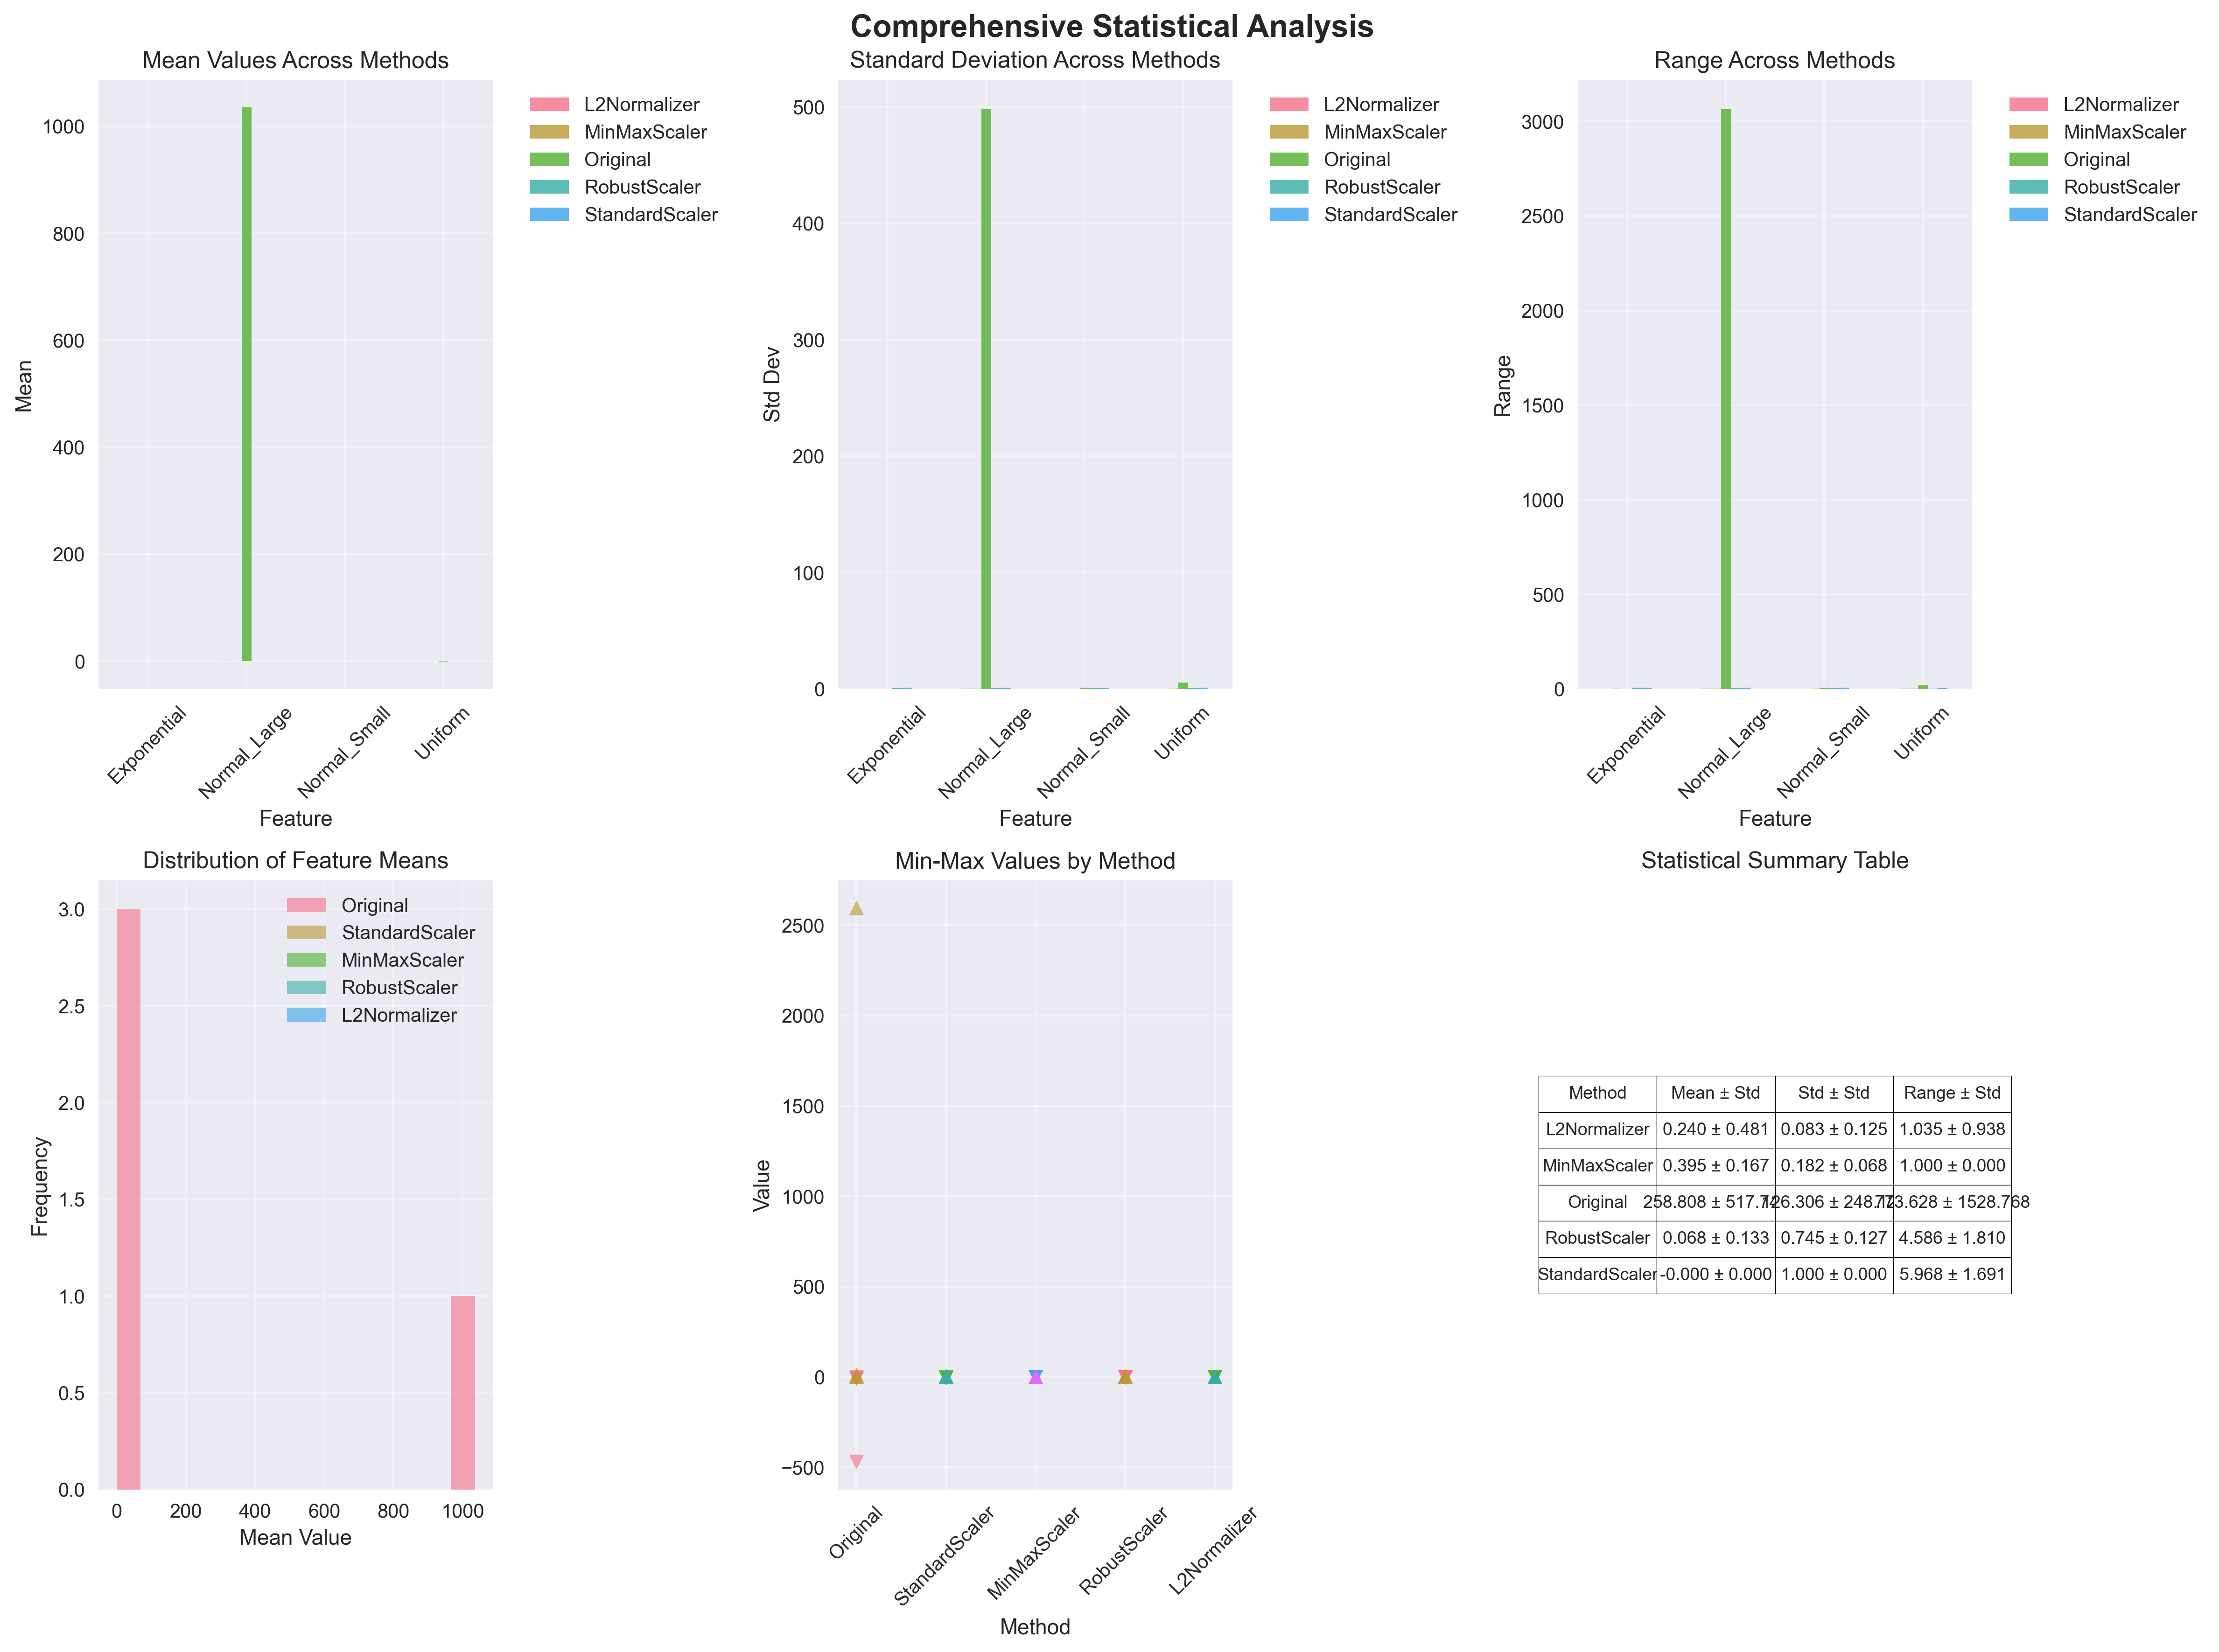 Comprehensive Statistical Analysis
Mean Values Across Methods
1000
800
600
400
200
0
Mean
Exponential
Normal_Large
Normal_Small
Uniform
Feature
L2Normalizer
MinMaxScaler
Original
RobustScaler
StandardScaler
Standard Deviation Across Methods
500
400
300
200
100
0
Std Dev
Exponential
Normal_Large
Normal_Small
Uniform
Feature
L2Normalizer
MinMaxScaler
Original
RobustScaler
StandardScaler
Range Across Methods
3000
2500
2000
1500
1000
500
0
Range
Exponential
Normal_Large
Normal_Small
Uniform
Feature
L2Normalizer
MinMaxScaler
Original
RobustScaler
StandardScaler
Distribution of Feature Means
3.0
2.5
2.0
1.5
1.0
0.5
0.0
Frequency
0 200 400 600 800 1000
Mean Value
Original
StandardScaler
MinMaxScaler
RobustScaler
L2Normalizer
Min-Max Values by Method
2500
2000
1500
1000
500
0
−500
Value
Original
StandardScaler
MinMaxScaler
RobustScaler
L2Normalizer
Method
Statistical Summary Table
Method Mean ± Std Std ± Std Range ± Std
L2Normalizer 0.240 ± 0.481 0.083 ± 0.125 1.035 ± 0.938
MinMaxScaler 0.395 ± 0.167 0.182 ± 0.068 1.000 ± 0.000
Original 258.808 ± ± ± 1528.768
RobustScaler 0.068 ± 0.133 0.745 ± 0.127 4.586 ± 1.810
StandardScaler -0.000 ± 0.000 1.000 ± 0.000 5.968 ± 1.691